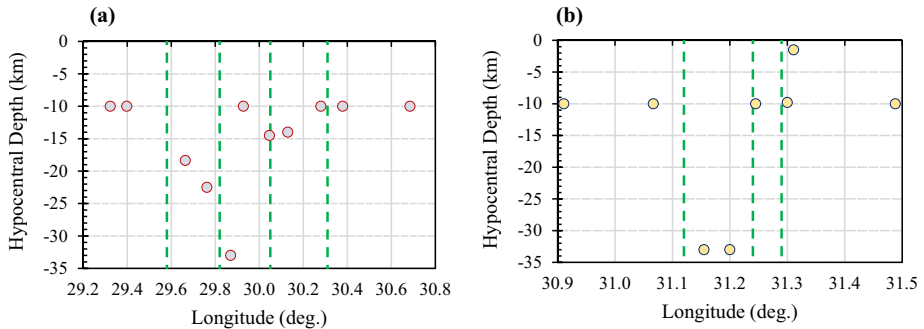 (a)
0
-5
-10
-15
-20
-25
-30
-35
Hypocentral Depth (km)
29.2 29.4 29.6 29.8 30.0 30.2 30.4 30.6 30.8
Longitude (deg.)
(b)
0
-5
-10
-15
-20
-25
-30
-35
Hypocentral Depth (km)
30.9 31.0 31.1 31.2 31.3 31.4 31.5
Longitude (deg.)